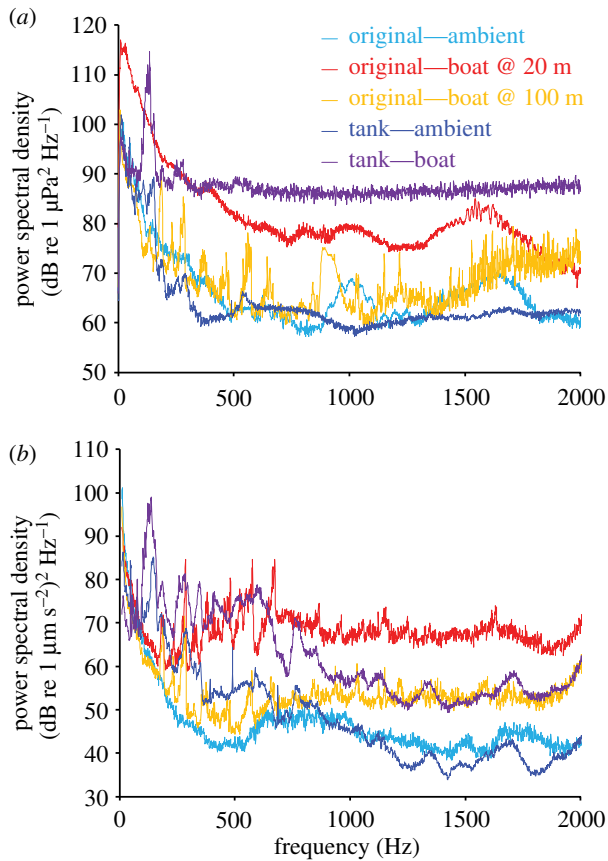 (a)
120
110
100
90
80
70
60
50
power spectral density
(dB re 1 µPa² Hz⁻¹)
original—ambient
original—boat @ 20 m
original—boat @ 100 m
tank—ambient
tank—boat
0 500 1000 1500 2000
(b)
110
100
90
80
70
60
50
40
30
power spectral density
(dB re 1 µm s⁻²)² Hz⁻¹)
0 500 1000 1500 2000
frequency (Hz)